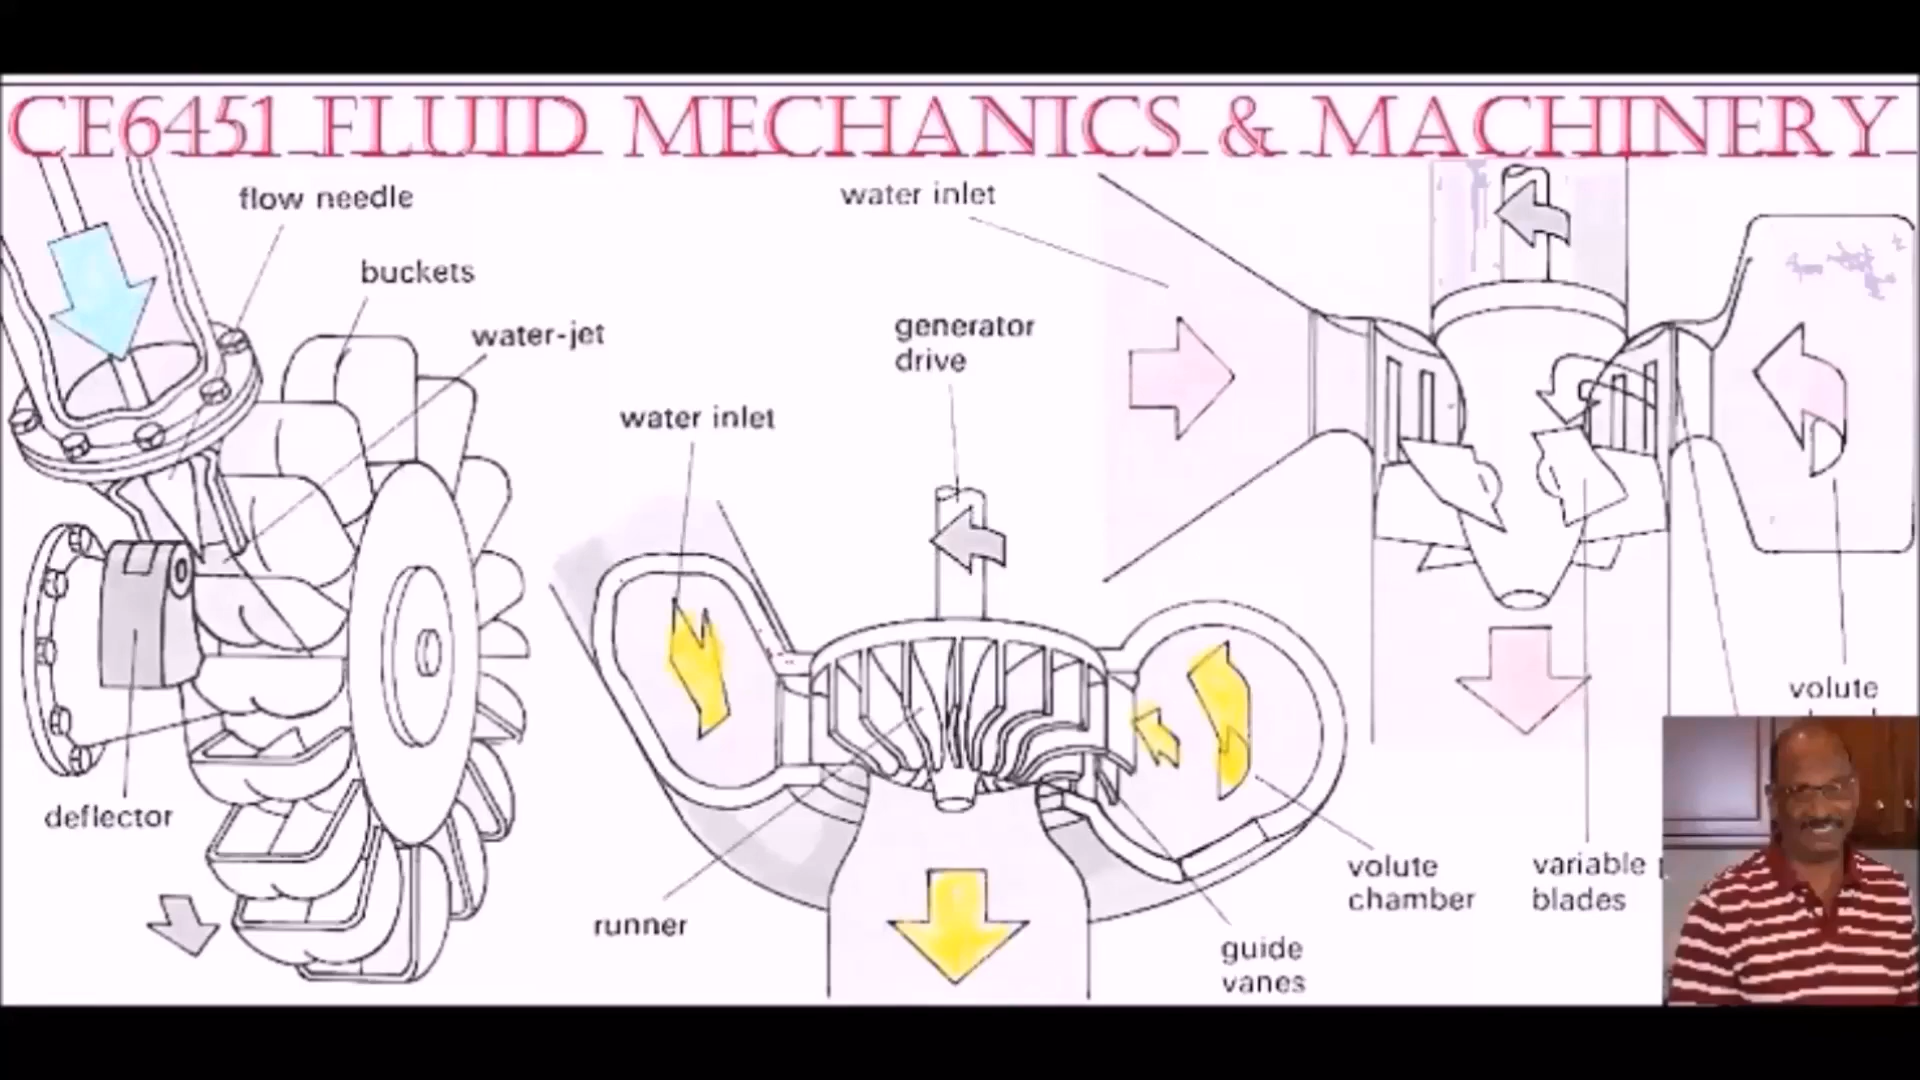 CE6451 FLUID MECHANICS & MACHINERY
flow needle
buckets
water-jet
deflector
water inlet
generator
drive
water inlet
runner
volute
chamber
guide
vanes
variable
blades
volute